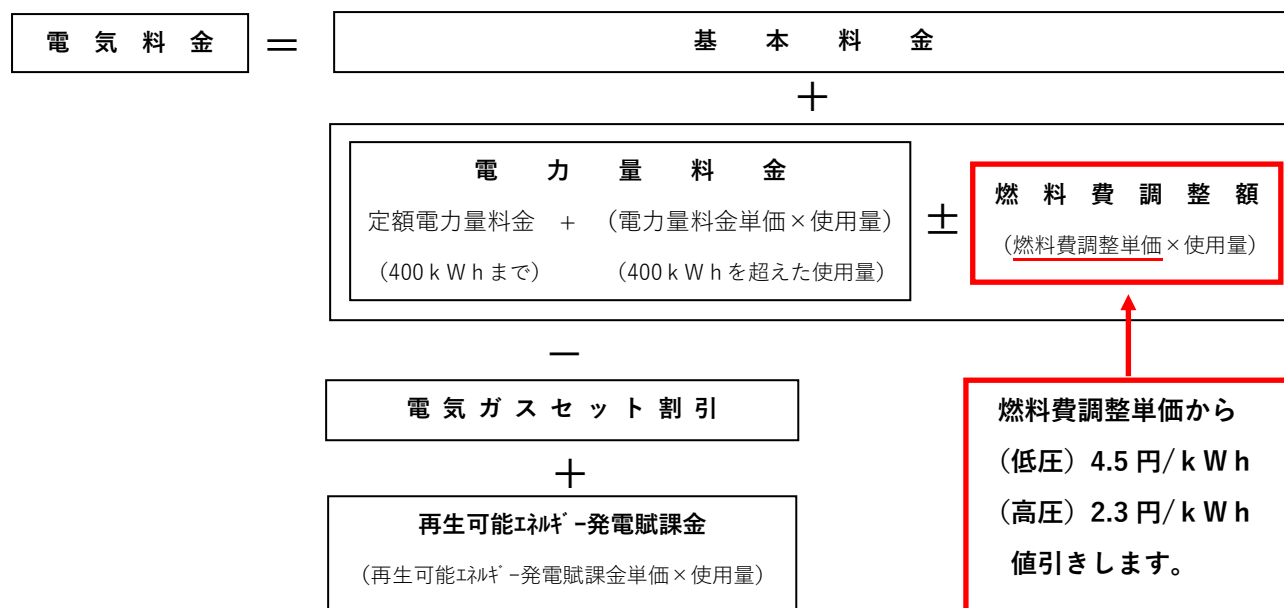 電気料金 = 基本料金
+
電力量料金
定額電力量料金 + (電力量料金単価×使用量)
(400kWhまで) (400kWhを超えた使用量)
±
燃料費調整額
(燃料費調整単価×使用量)
－
電気ガスセット割引
+
再生可能ｴﾈﾙｷﾞｰ発電賦課金
(再生可能ｴﾈﾙｷﾞｰ発電賦課金単価×使用量)
燃料費調整単価から
(低圧) 4.5円/kWh
(高圧) 2.3円/kWh
値引きします。